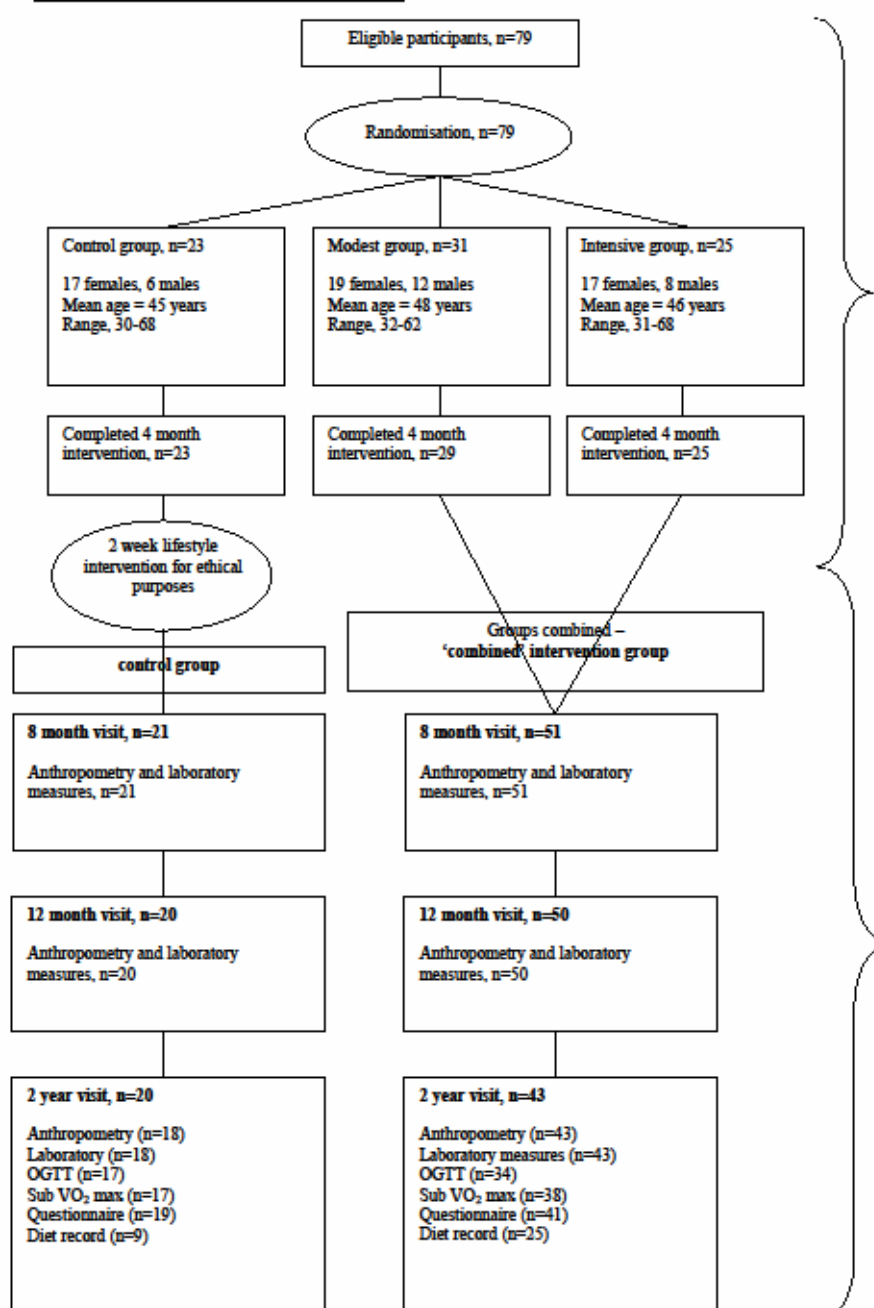 Eligible participants, n=79
Randomisation, n=79
Control group, n=23
17 females, 6 males
Mean age = 45 years
Range, 30-68
Modest group, n=31
19 females, 12 males
Mean age = 48 years
Range, 32-62
Intensive group, n=25
17 females, 8 males
Mean age = 46 years
Range, 31-68
Completed 4 month
intervention, n=23
Completed 4 month
intervention, n=29
Completed 4 month
intervention, n=25
2 week lifestyle
intervention for ethical
purposes
Groups combined –
‘combined’ intervention group
control group
8 month visit, n=21
Anthropometry and laboratory
measures, n=21
8 month visit, n=51
Anthropometry and laboratory
measures, n=51
12 month visit, n=20
Anthropometry and laboratory
measures, n=20
12 month visit, n=50
Anthropometry and laboratory
measures, n=50
2 year visit, n=20
Anthropometry (n=18)
Laboratory (n=18)
OGTT (n=17)
Sub VO₂ max (n=17)
Questionnaire (n=19)
Diet record (n=9)
2 year visit, n=43
Anthropometry (n=43)
Laboratory measures (n=43)
OGTT (n=34)
Sub VO₂ max (n=38)
Questionnaire (n=41)
Diet record (n=25)